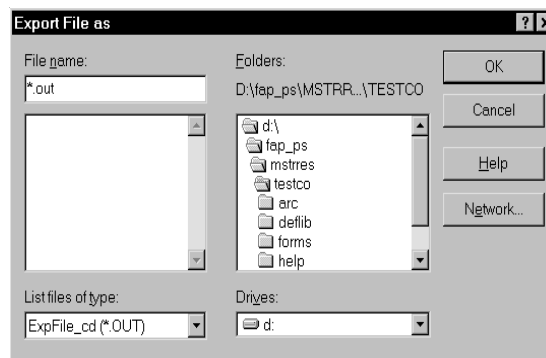 Export File as
File name:
*.out
Folders:
D:\fap_ps\MSTRR...\TESTCO
d:\
fap_ps
mstrres
testco
arc
deflib
forms
help
List files of type:
ExpFile_cd (*.OUT)
Drives:
d:
OK
Cancel
Help
Network...